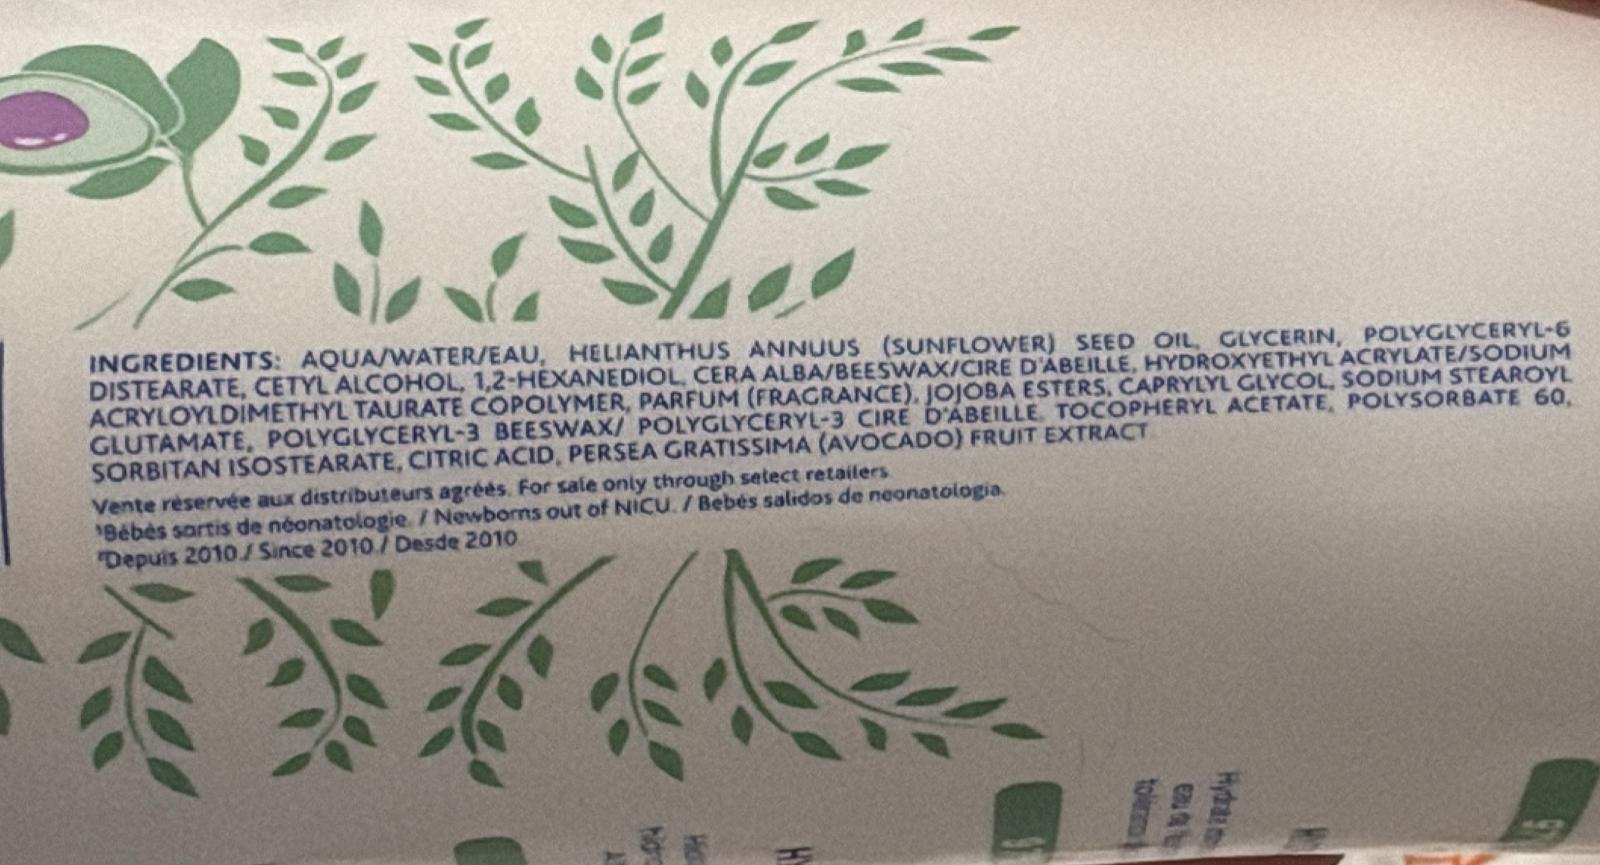 INGREDIENTS: AQUA/WATER/EAU, HELIANTHUS ANNUUS (SUNFLOWER) SEED OIL, GLYCERIN, POLYGLYCERYL-6
DISTEARATE, CETYL ALCOHOL, 1,2-HEXANEDIOL, CERA ALBA/BEESWAX/CIRE D'ABEILLE, HYDROXYETHYL ACRYLATE/SODIUM
ACRYLOYLDIMETHYL TAURATE COPOLYMER, PARFUM (FRAGRANCE), JOJOBA ESTERS, CAPRYLYL GLYCOL, SODIUM STEAROYL
GLUTAMATE, POLYGLYCERYL-3 BEESWAX/ POLYGLYCERYL-3 CIRE D'ABEILLE, TOCOPHERYL ACETATE, POLYSORBATE 60,
SORBITAN ISOSTEARATE, CITRIC ACID, PERSEA GRATISSIMA (AVOCADO) FRUIT EXTRACT
Vente réservée aux distributeurs agréés. For sale only through select retailers
Bébés sortis de néonatologie. / Newborns out of NICU. / Bebés salidos de neonatologia.
Depuis 2010 / Since 2010 / Desde 2010
Hydrate